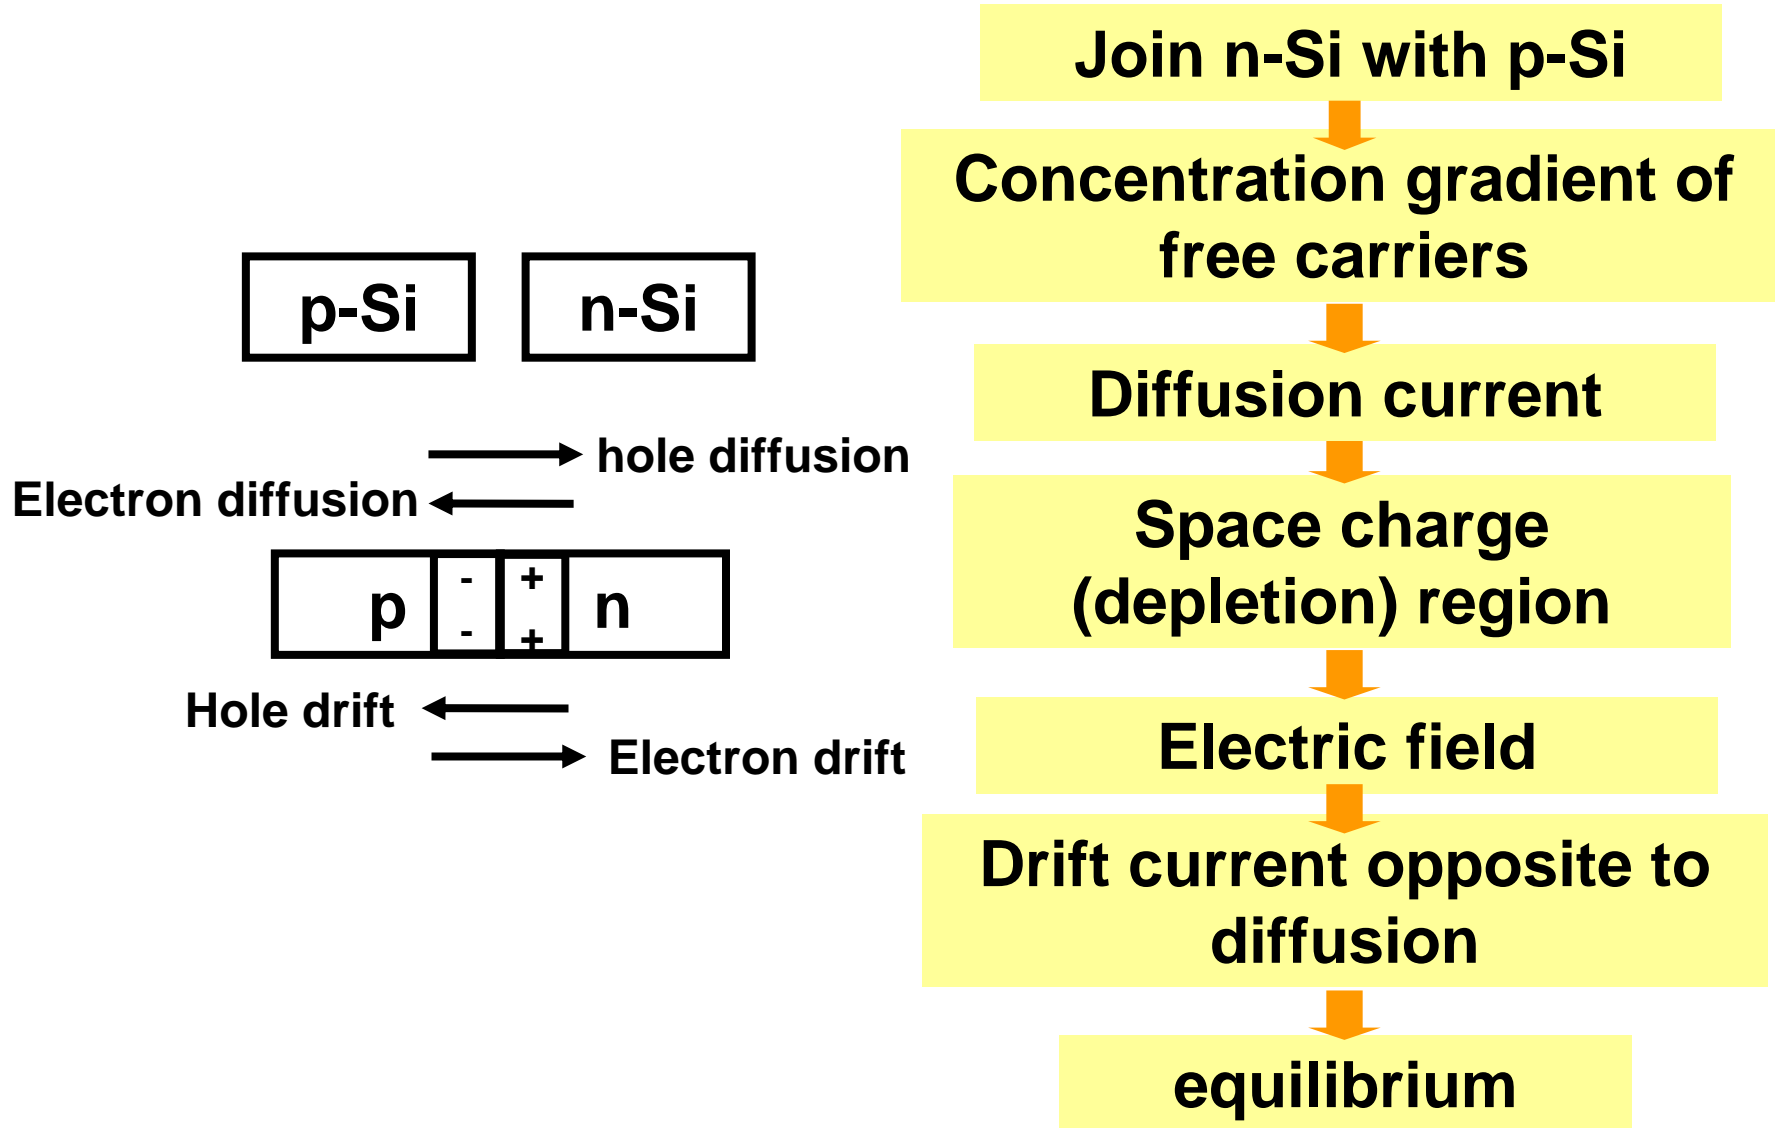 p-Si
n-Si
hole diffusion
Electron diffusion
p
-
+
n
-
+
Hole drift
Electron drift
Join n-Si with p-Si
Concentration gradient of
free carriers
Diffusion current
Space charge
(depletion) region
Electric field
Drift current opposite to
diffusion
equilibrium